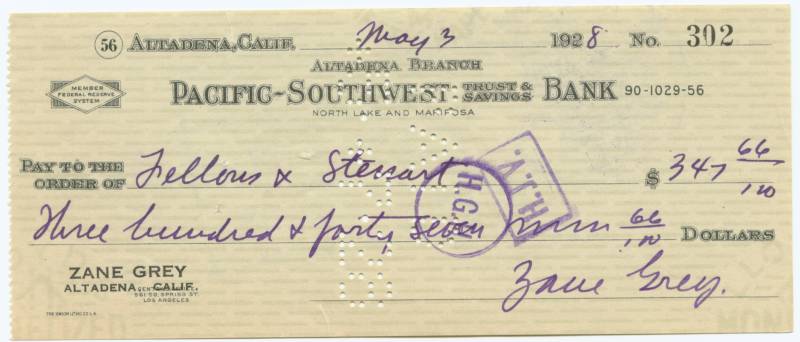 56 ALTADENA, CALIF. May 3 1928 No. 302
ALTADENA BRANCH
MEMBER FEDERAL RESERVE SYSTEM
PACIFIC-SOUTHWEST TRUST & SAVINGS BANK 90-1029-56
NORTH LAKE AND MARIPOSA
PAY TO THE ORDER OF Fellows & Stewart $ 347 66/100
H.G.
Three hundred & forty seven 66/100 DOLLARS
ZANE GREY
ALTADENA, CALIF.
LOS ANGELES
Zane Grey.